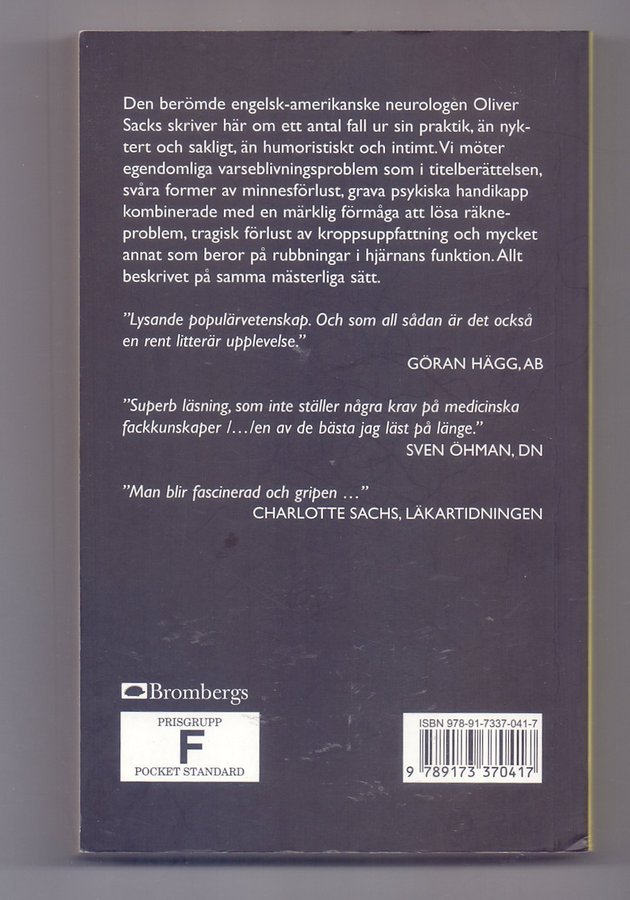 Den berömde engelsk-amerikanske neurologen Oliver
Sacks skriver här om ett antal fall ur sin praktik, än nyk-
tert och sakligt, än humoristiskt och intimt. Vi möter
egendomliga varseblivningsproblem som i titelberättelsen,
svåra former av minnesförlust, grava psykiska handikapp
kombinerade med en märklig förmåga att lösa räkne-
problem, tragisk förlust av kroppsuppfattning och mycket
annat som beror på rubbningar i hjärnans funktion. Allt
beskrivet på samma mästerliga sätt.
”Lysande populärvetenskap. Och som all sådan är det också
en rent litterär upplevelse.”
GÖRAN HÄGG, AB
”Superb läsning, som inte ställer några krav på medicinska
fackkunskaper /…/en av de bästa jag läst på länge.”
SVEN ÖHMAN, DN
”Man blir fascinerad och gripen …”
CHARLOTTE SACHS, LÄKARTIDNINGEN
Brombergs
PRISGRUPP
F
POCKET STANDARD
ISBN 978-91-7337-041-7
9 789173 370417